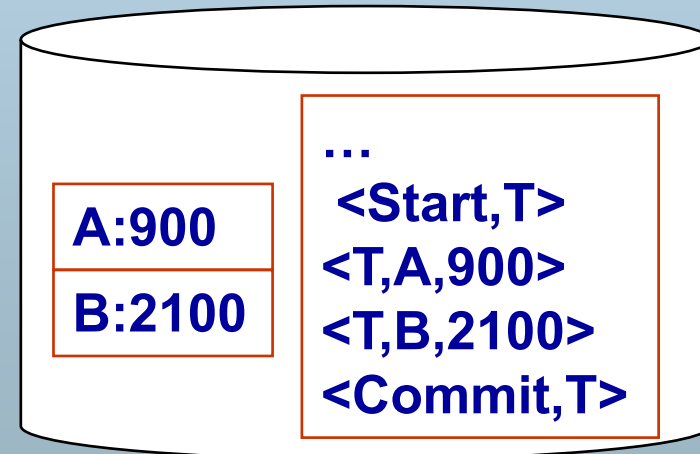 A:900
B:2100
…
<Start,T>
<T,A,900>
<T,B,2100>
<Commit,T>